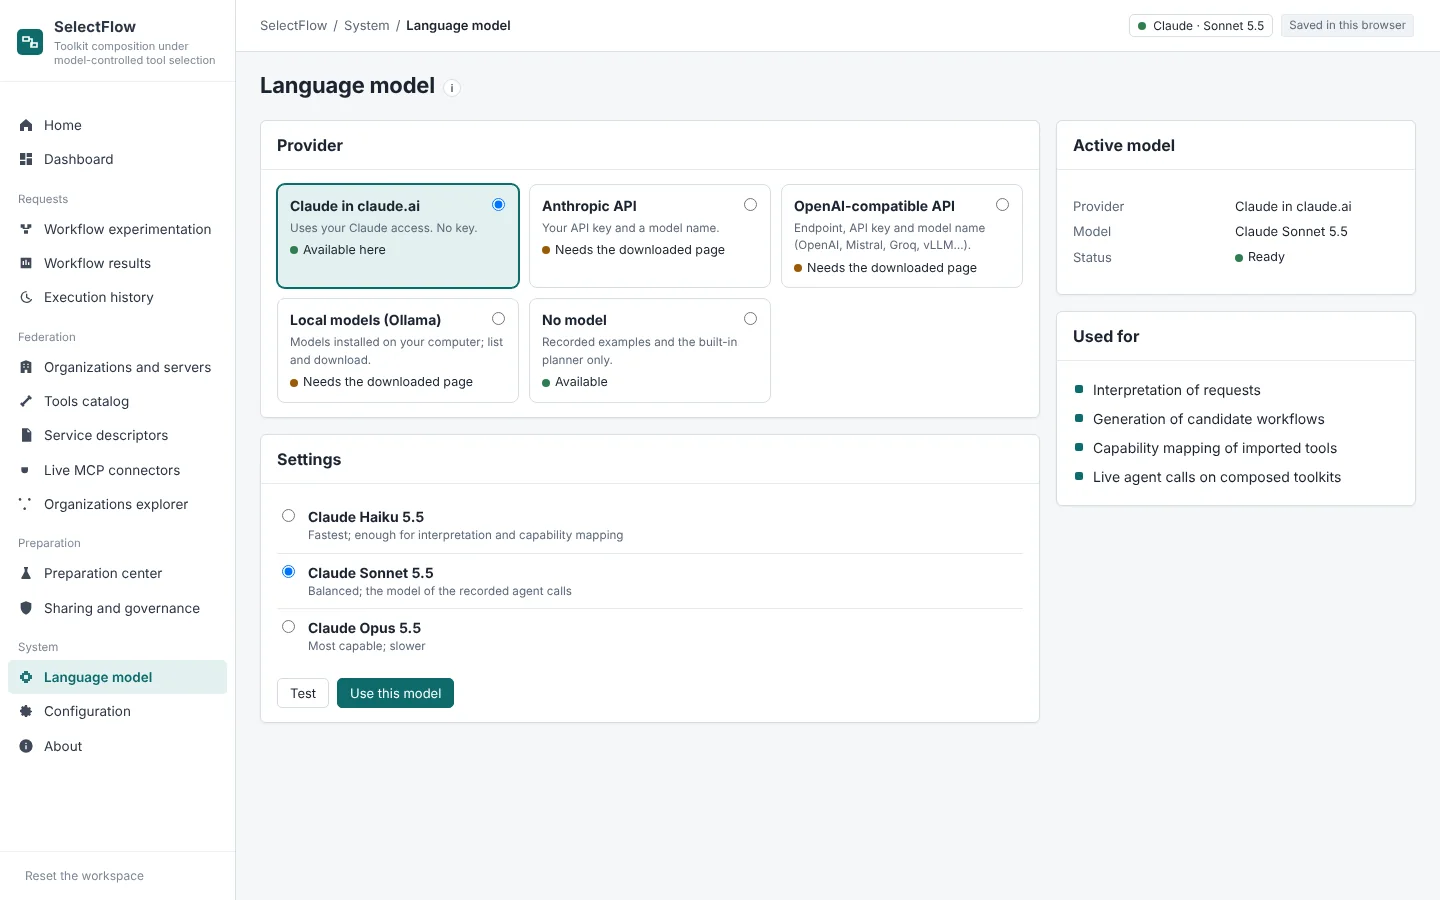 SelectFlow
Toolkit composition under
model-controlled tool selection
Home
Dashboard
Requests
Workflow experimentation
Workflow results
Execution history
Federation
Organizations and servers
Tools catalog
Service descriptors
Live MCP connectors
Organizations explorer
Preparation
Preparation center
Sharing and governance
System
Language model
Configuration
About
Reset the workspace
SelectFlow / System / Language model
Claude · Sonnet 5.5
Saved in this browser
Language model i
Provider
Claude in claude.ai
Uses your Claude access. No key.
Available here
Anthropic API
Your API key and a model name.
Needs the downloaded page
OpenAI-compatible API
Endpoint, API key and model name
(OpenAI, Mistral, Groq, vLLM...).
Needs the downloaded page
Local models (Ollama)
Models installed on your computer; list
and download.
Needs the downloaded page
No model
Recorded examples and the built-in
planner only.
Available
Settings
Claude Haiku 5.5
Fastest; enough for interpretation and capability mapping
Claude Sonnet 5.5
Balanced; the model of the recorded agent calls
Claude Opus 5.5
Most capable; slower
Test
Use this model
Active model
Provider Claude in claude.ai
Model Claude Sonnet 5.5
Status Ready
Used for
Interpretation of requests
Generation of candidate workflows
Capability mapping of imported tools
Live agent calls on composed toolkits